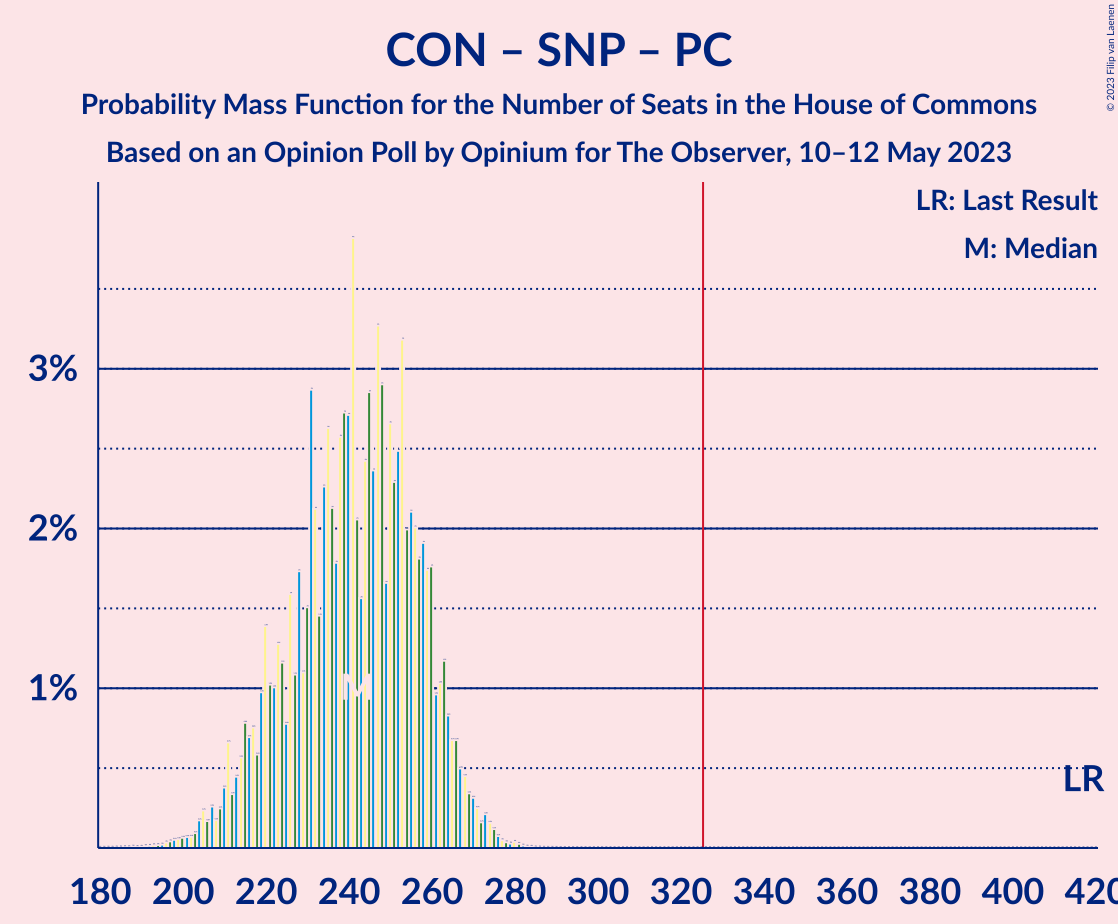 CON – SNP – PC
Probability Mass Function for the Number of Seats in the House of Commons
Based on an Opinion Poll by Opinium for The Observer, 10–12 May 2023
© 2023 Filip van Laenen
LR: Last Result
M: Median
3%
2%
1%
M
LR
180 200 220 240 260 280 300 320 340 360 380 400 420